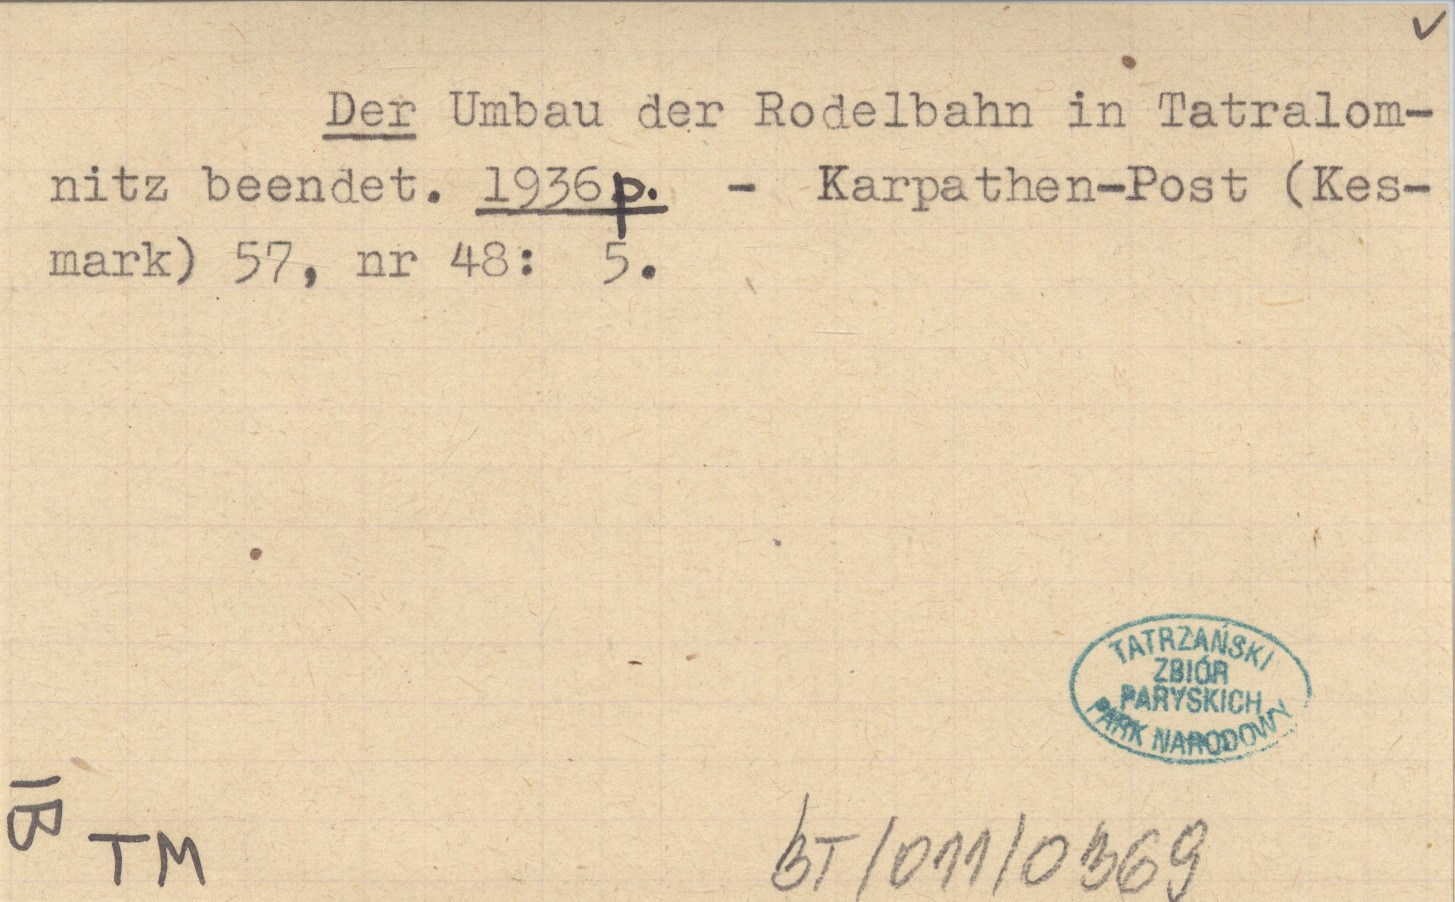 ✓
Der Umbau der Rodelbahn in Tatralom-
nitz beendet. 1936p. - Karpathen-Post (Kes-
mark) 57, nr 48: 5.
TATRZAŃSKI
ZBIÓR
PARYSKICH
PARK NARODOWY
IB
TM
BT/011/0369